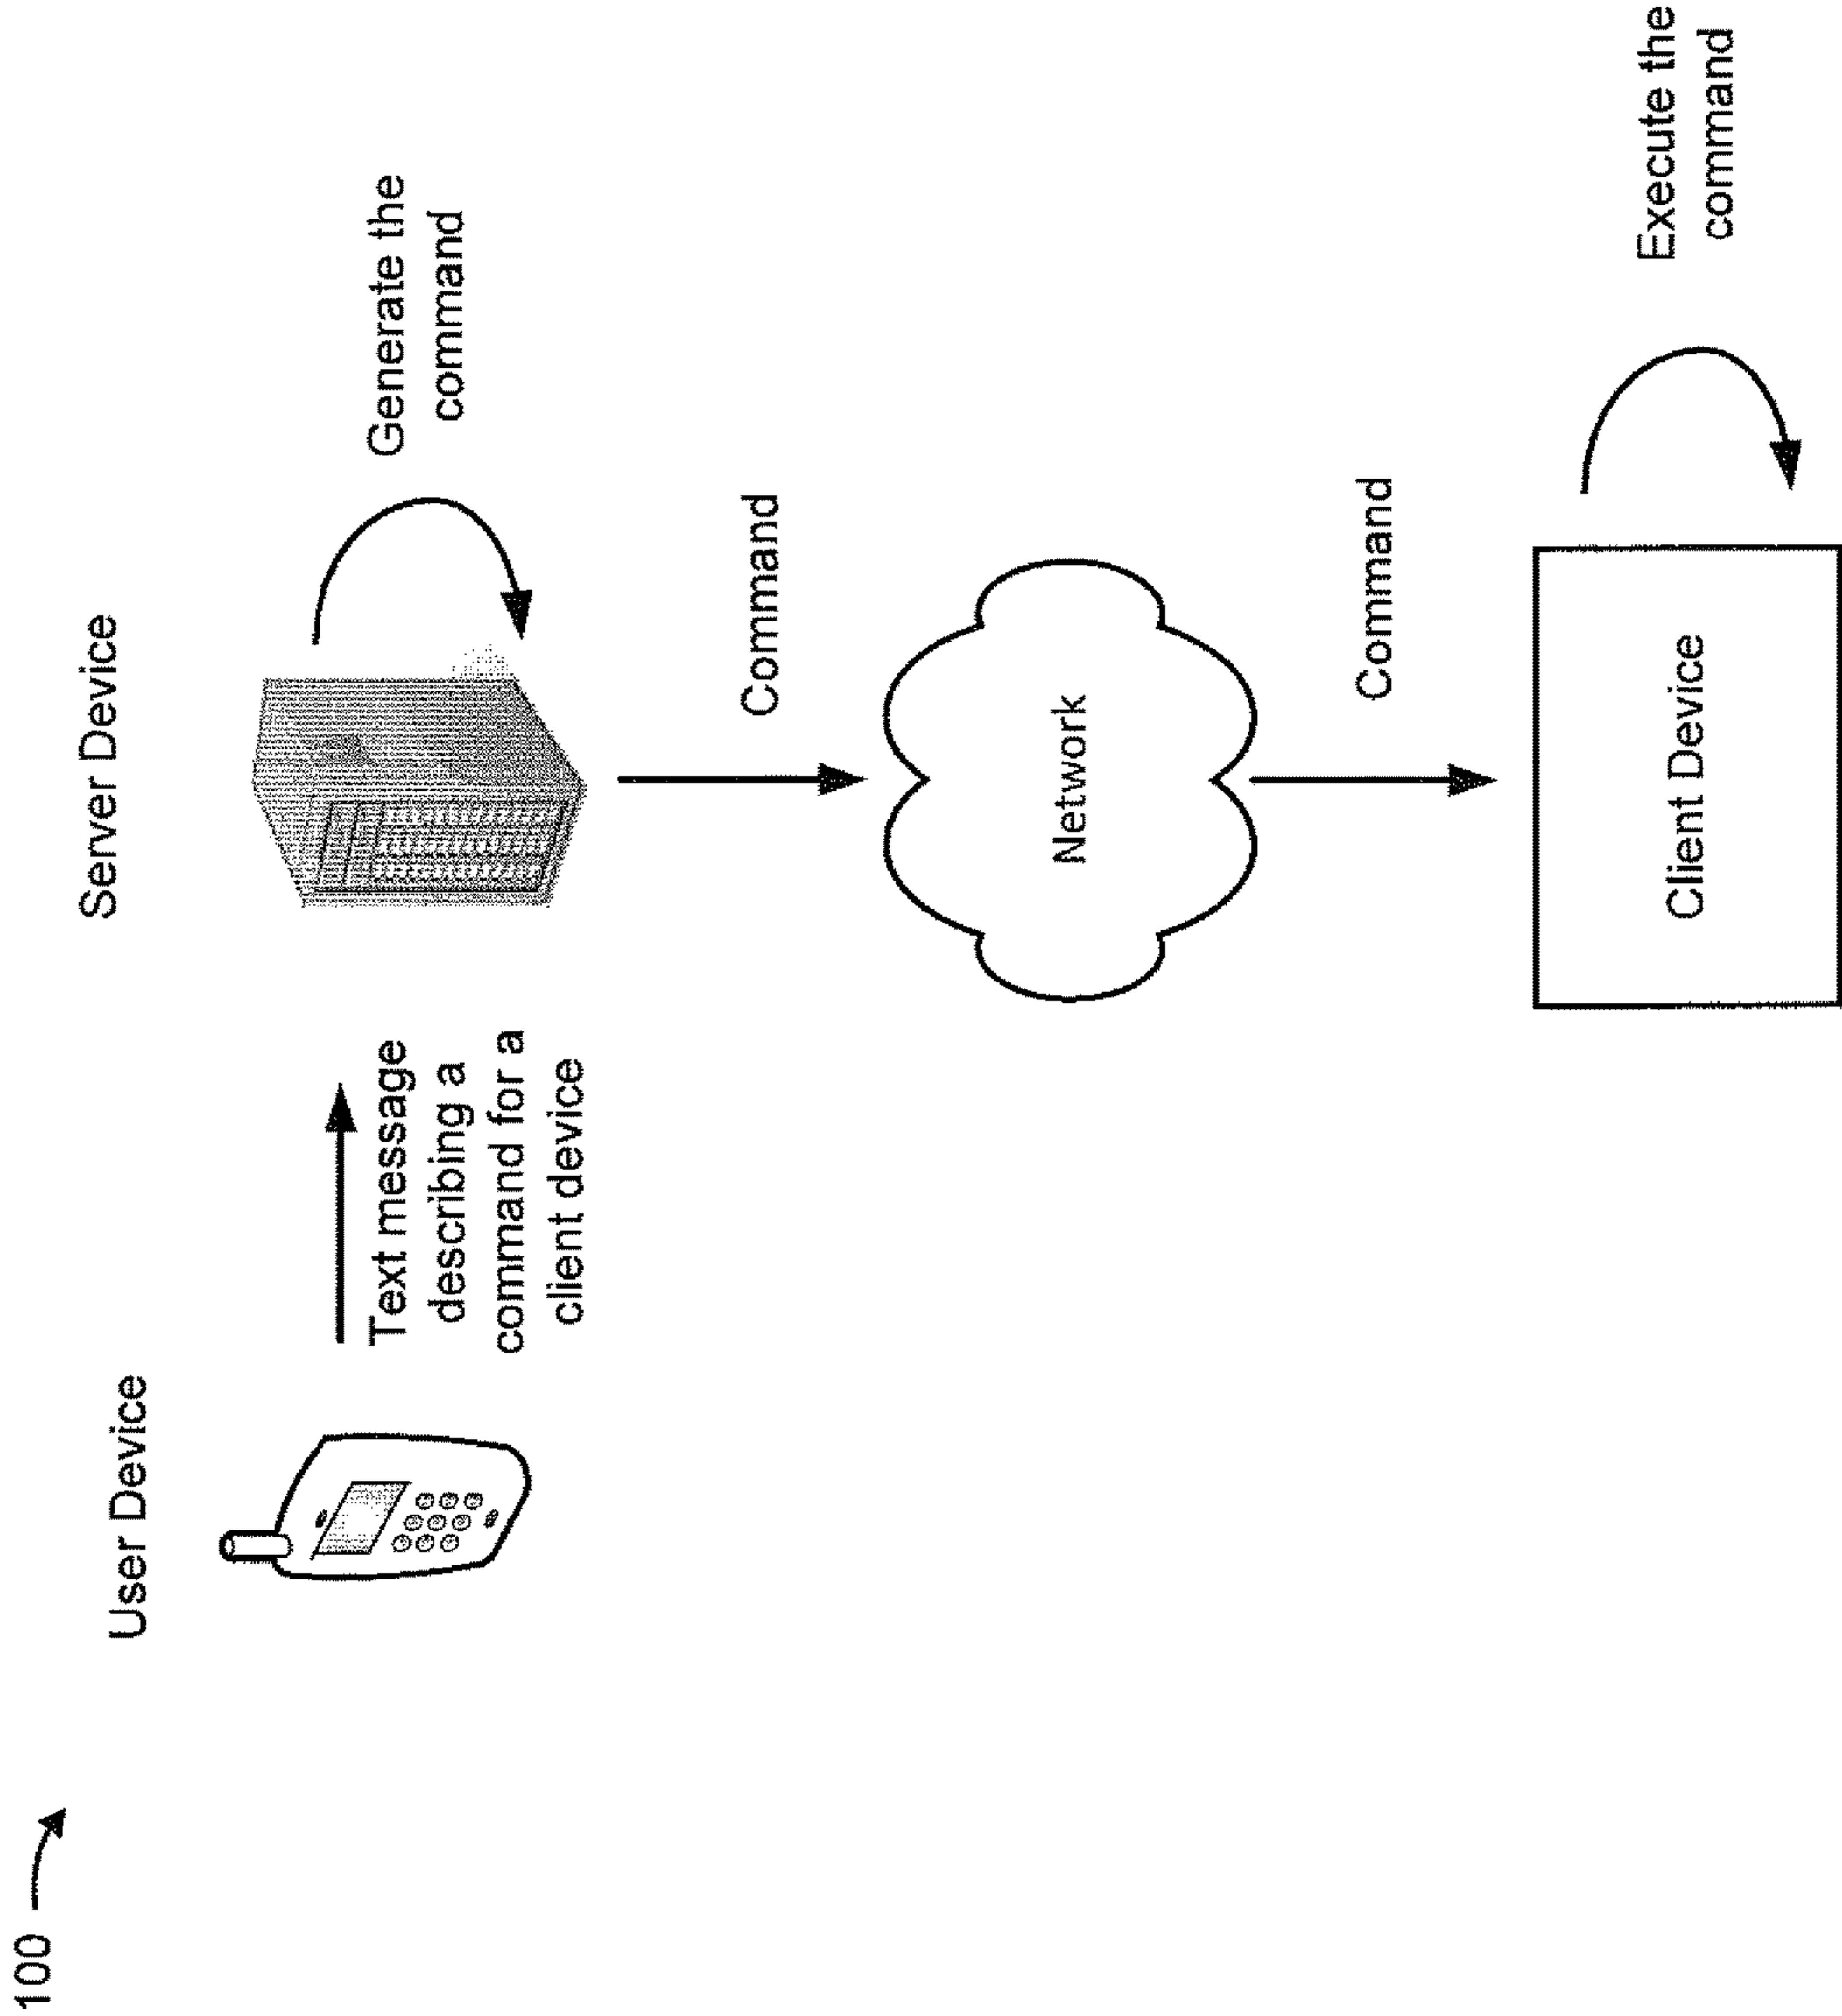 100
User Device
Server Device
Text message
describing a
command for a
client device
Generate the
command
Command
Network
Command
Client Device
Execute the
command